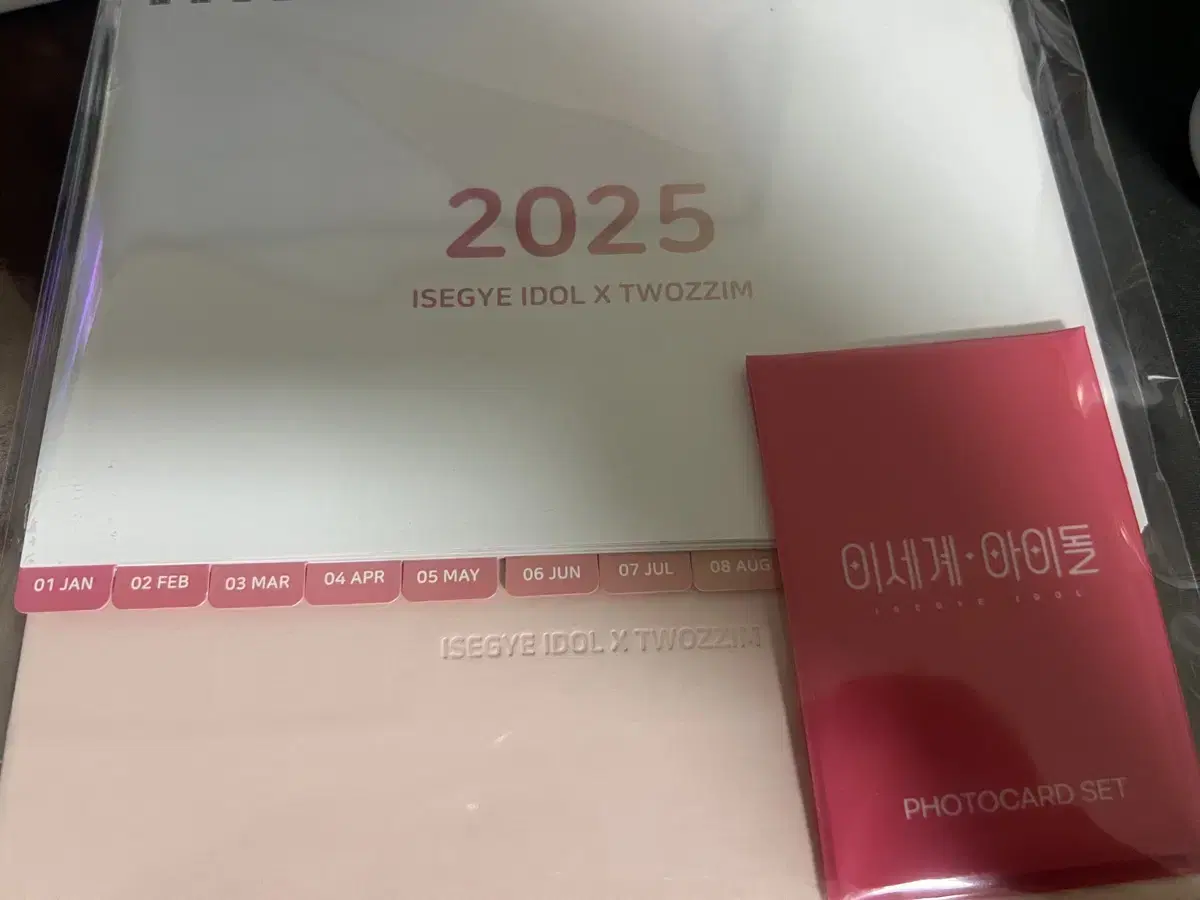 2025
ISEGYE IDOL X TWOZZIM
01 JAN
02 FEB
03 MAR
04 APR
05 MAY
06 JUN
07 JUL
08 AUG
ISEGYE IDOL X TWOZZIM
이세계·아이돌
ISEGYE IDOL
PHOTOCARD SET